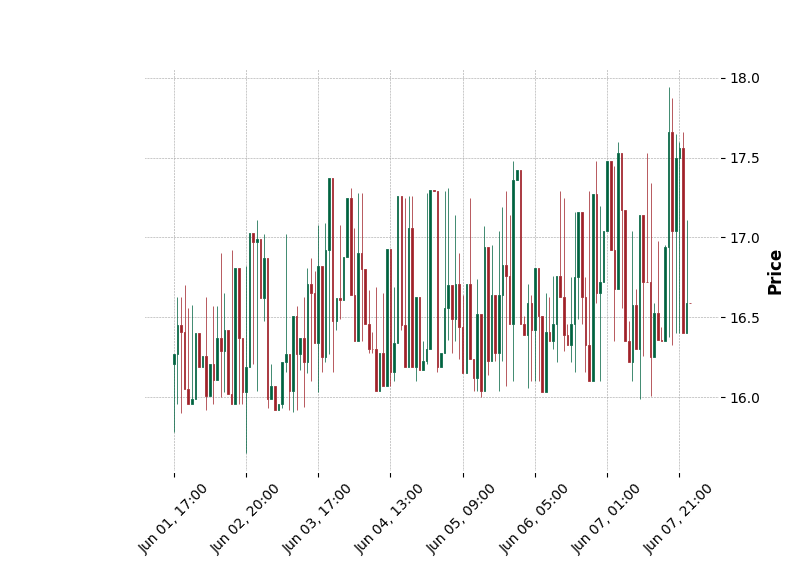 18.0
17.5
17.0
16.5
16.0
Price
Jun 01, 17:00
Jun 02, 20:00
Jun 03, 17:00
Jun 04, 13:00
Jun 05, 09:00
Jun 06, 05:00
Jun 07, 01:00
Jun 07, 21:00